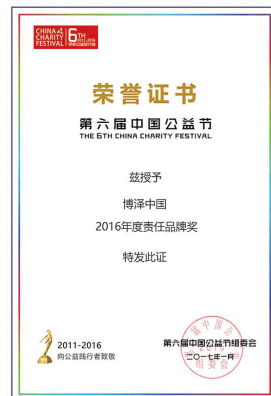 CHINA
CHARITY
FESTIVAL
6TH
2011-2016
荣誉证书
第六届中国公益节
THE 6TH CHINA CHARITY FESTIVAL
兹授予
博泽中国
2016年度责任品牌奖
特发此证
2011-2016
向公益践行者致敬
第六届中国公益节组委会
二〇一七年一月